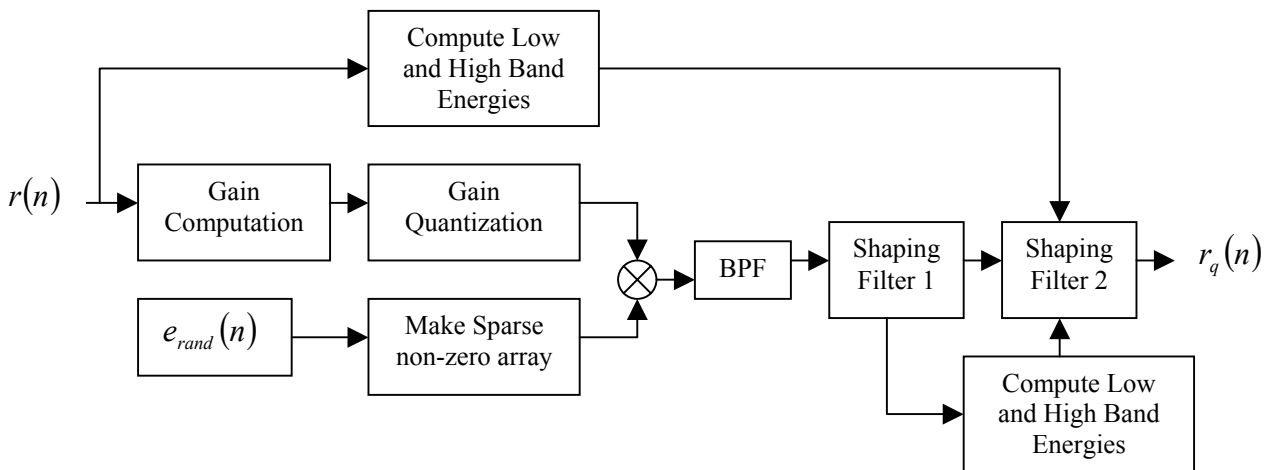 Compute Low
and High Band
Energies
r(n)
Gain
Computation
Gain
Quantization
BPF
Shaping
Filter 1
Shaping
Filter 2
r_q(n)
e_rand(n)
Make Sparse
non-zero array
Compute Low
and High Band
Energies